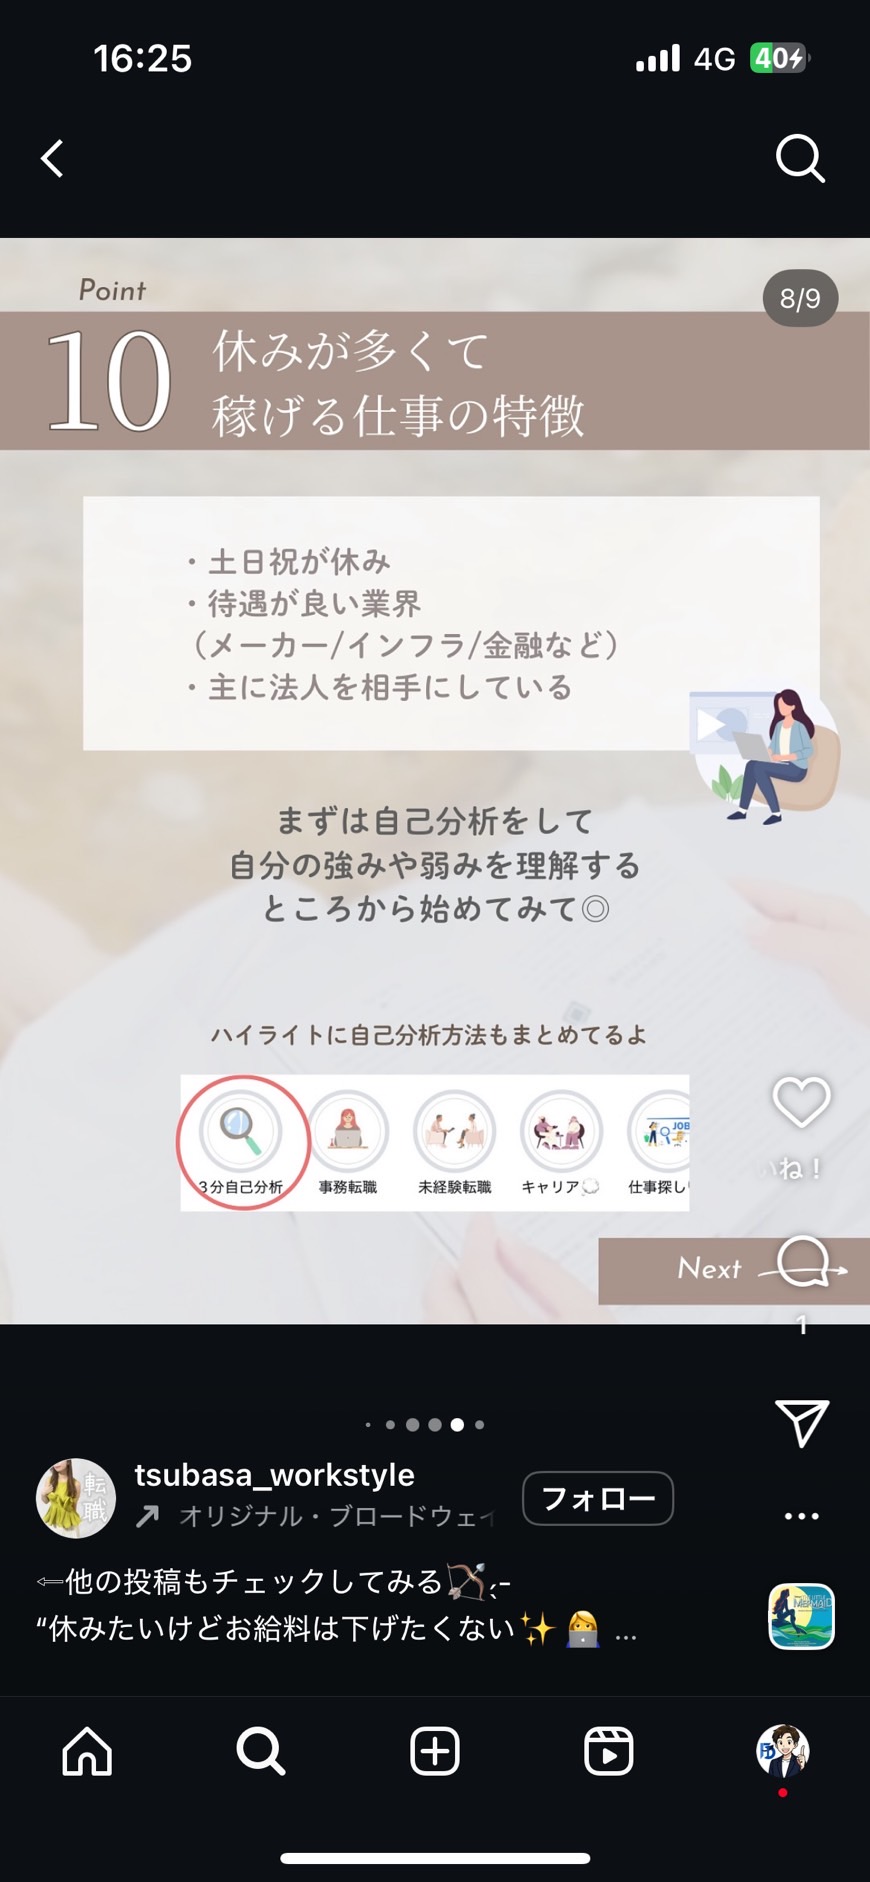 16:25
4G
40
Point
8/9
10
休みが多くて
稼げる仕事の特徴
・土日祝が休み
・待遇が良い業界
（メーカー/インフラ/金融など）
・主に法人を相手にしている
まずは自己分析をして
自分の強みや弱みを理解する
ところから始めてみて◎
ハイライトに自己分析方法もまとめてるよ
JOB
3分自己分析
事務転職
未経験転職
キャリア💭
仕事探し
いね！
Next
1
転職
tsubasa_workstyle
オリジナル・ブロードウェイ
フォロー
⇦他の投稿もチェックしてみる🏹 ˎˊ˗
“休みたいけどお給料は下げたくない✨👩‍💻 ...